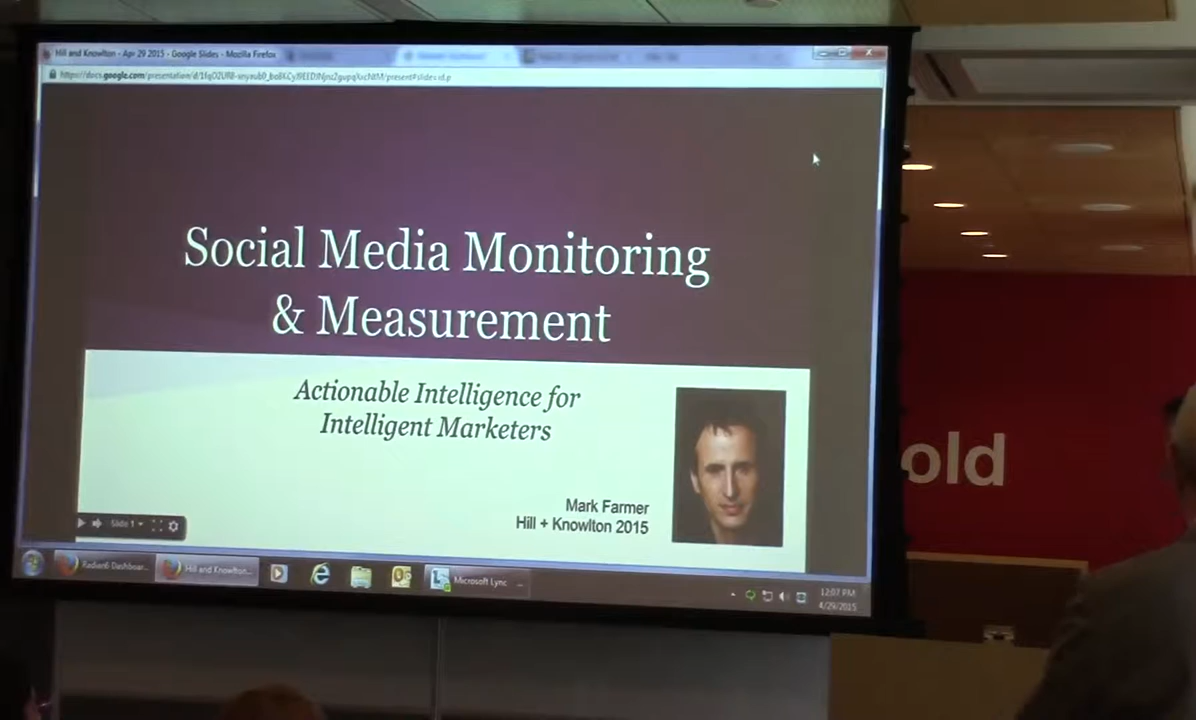 Hill and Knowlton - Apr 29 2015 - Google Slides - Mozilla Firefox
Social Media Monitoring
& Measurement
Actionable Intelligence for
Intelligent Marketers
Mark Farmer
Hill + Knowlton 2015
Slide 1
Radian6 Dashboar...
Hill and Knowlton...
Microsoft Lync
12:07 PM
4/29/2015
old